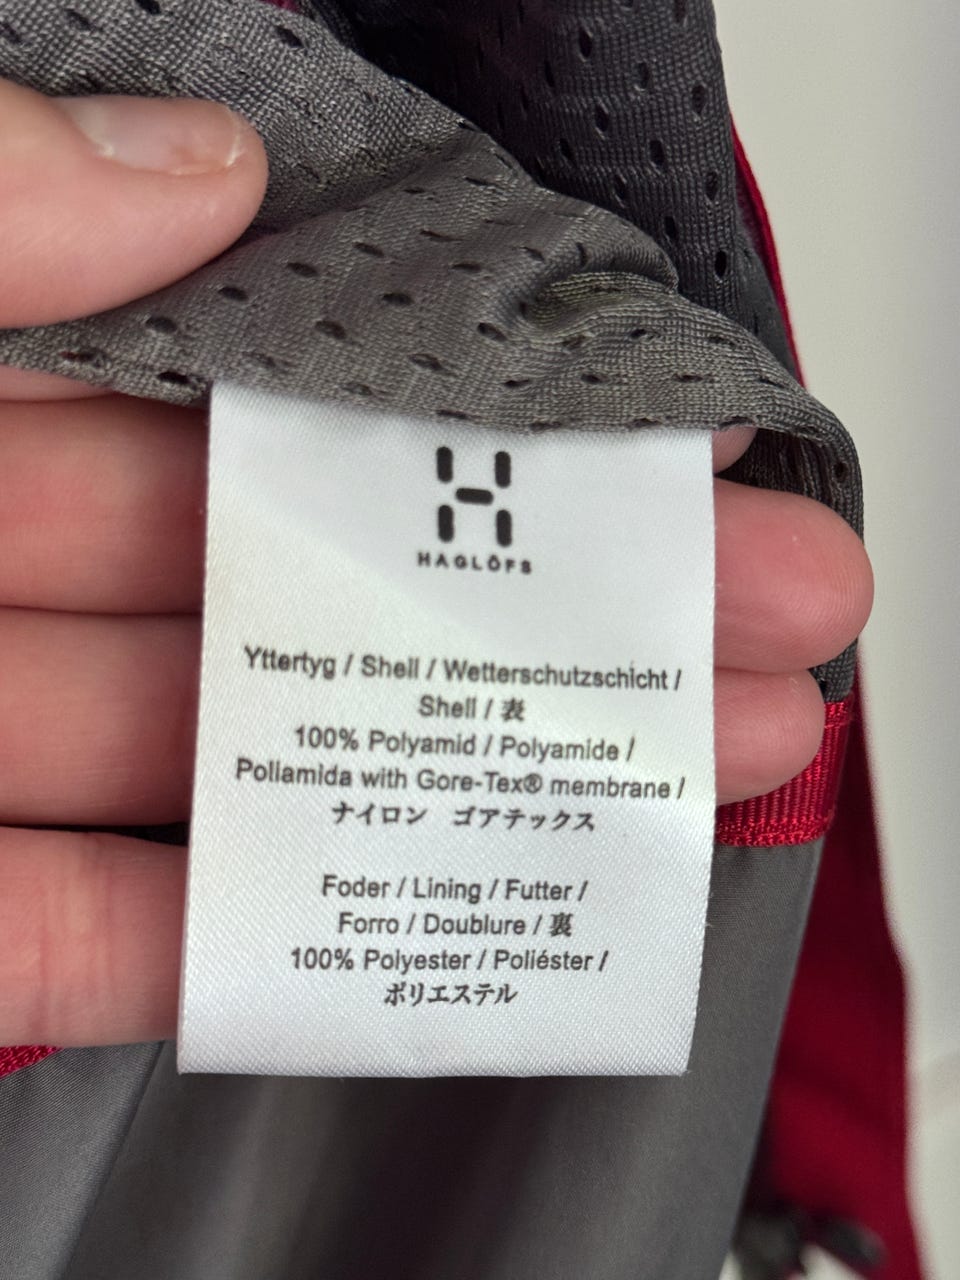 HAGLÖFS
Yttertyg / Shell / Wetterschutzschicht /
Shell / 表
100% Polyamid / Polyamide /
Poliamida with Gore-Tex® membrane /
ナイロン ゴアテックス
Foder / Lining / Futter /
Forro / Doublure / 裏
100% Polyester / Poliéster /
ポリエステル